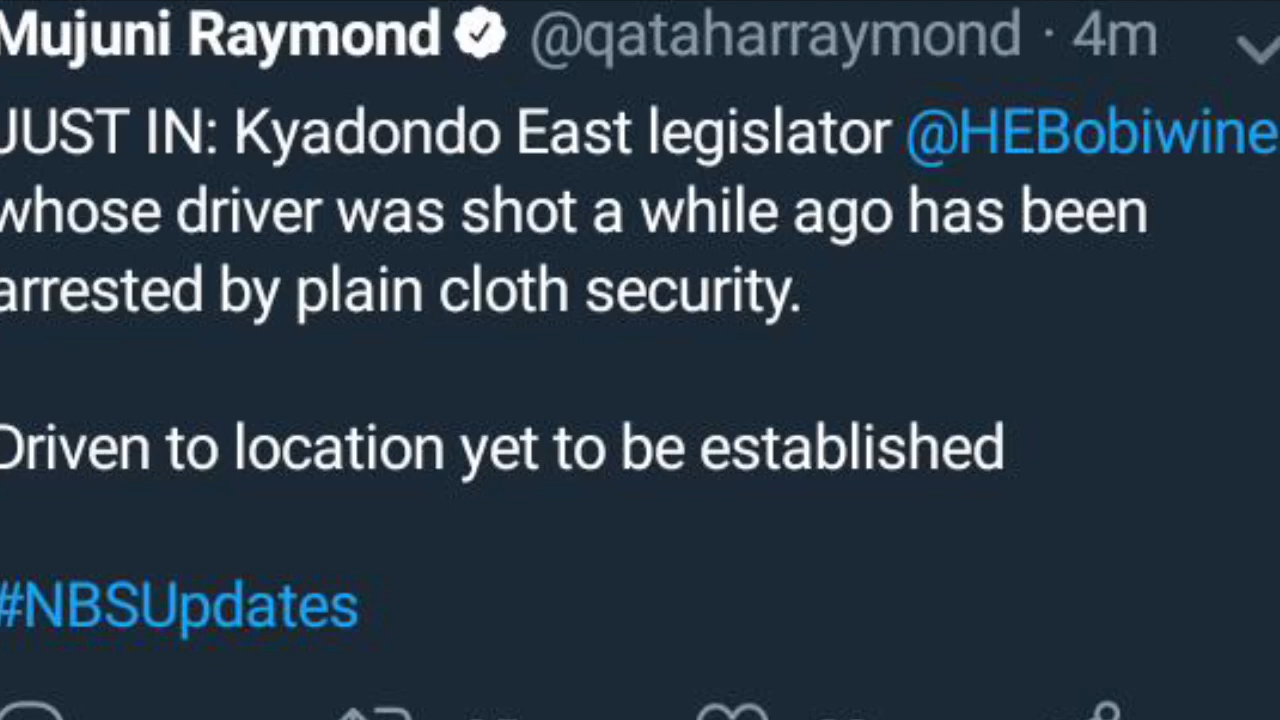 Mujuni Raymond @qataharraymond · 4m
JUST IN: Kyadondo East legislator @HEBobiwine
whose driver was shot a while ago has been
arrested by plain cloth security.
Driven to location yet to be established
#NBSUpdates